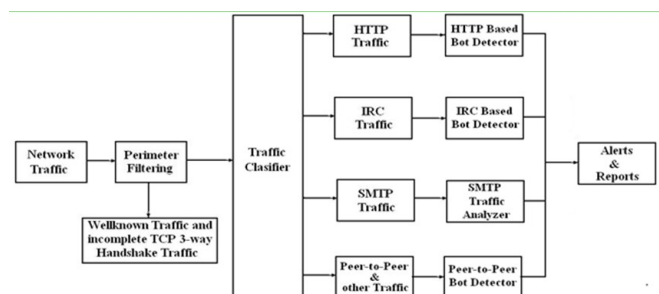 HTTP
Traffic
HTTP Based
Bot Detector
IRC
Traffic
IRC Based
Bot Detector
Network
Traffic
Perimeter
Filtering
Traffic
Clasifier
Alerts
&
Reports
SMTP
Traffic
SMTP
Traffic
Analyzer
Wellknown Traffic and
incomplete TCP 3-way
Handshake Traffic
Peer-to-Peer
&
other Traffic
Peer-to-Peer
Bot Detector